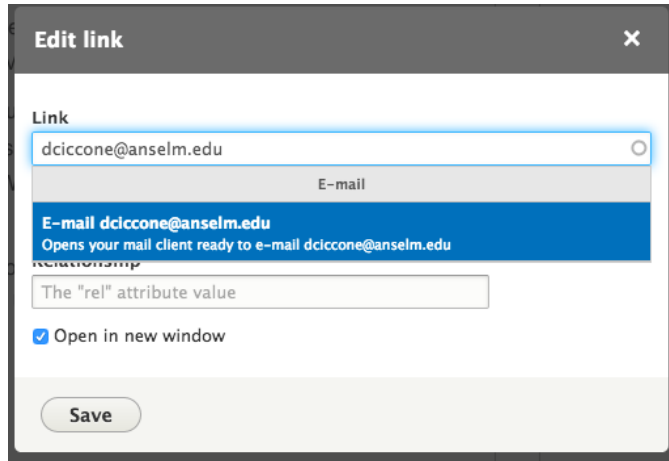 Edit link
Link
dciccone@anselm.edu
E-mail
E-mail dciccone@anselm.edu
Opens your mail client ready to e-mail dciccone@anselm.edu
Relationship
The "rel" attribute value
Open in new window
Save